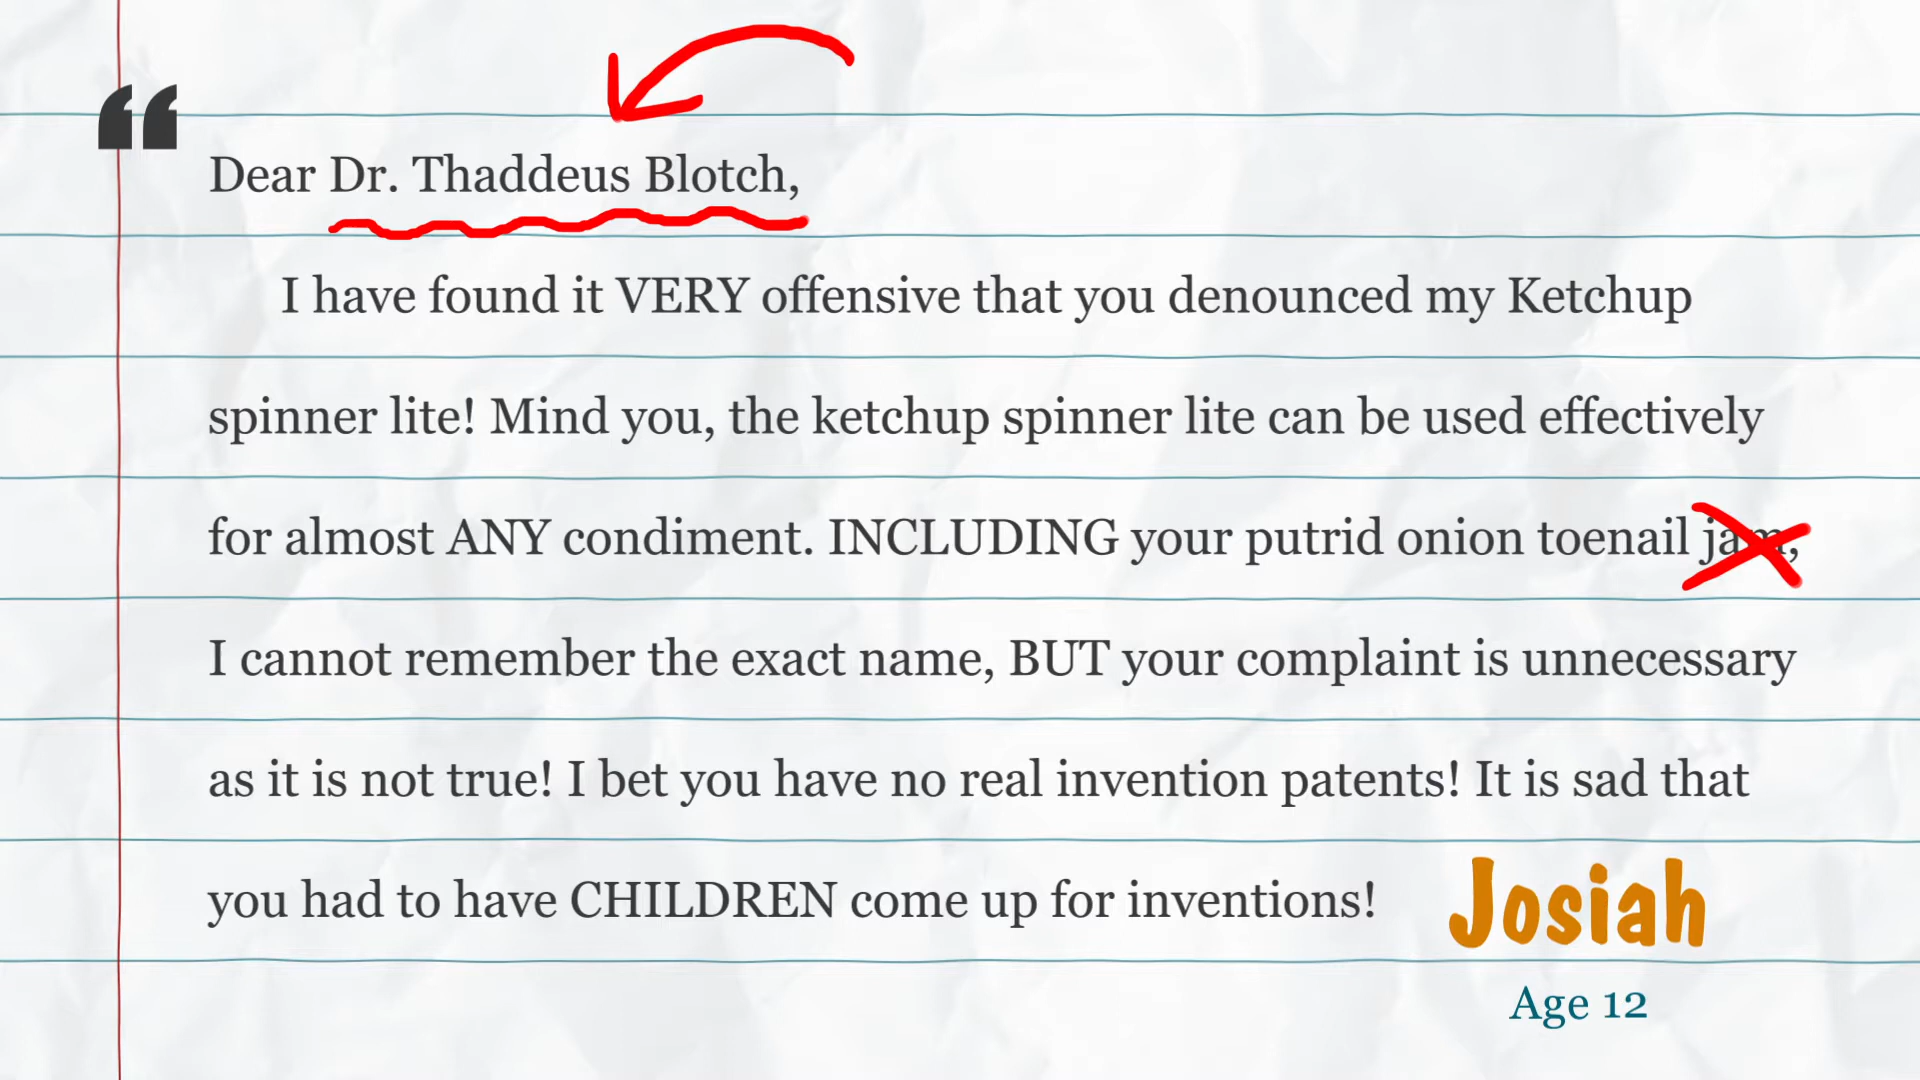 “
Dear Dr. Thaddeus Blotch,
I have found it VERY offensive that you denounced my Ketchup
spinner lite! Mind you, the ketchup spinner lite can be used effectively
for almost ANY condiment. INCLUDING your putrid onion toenail jam,
I cannot remember the exact name, BUT your complaint is unnecessary
as it is not true! I bet you have no real invention patents! It is sad that
you had to have CHILDREN come up for inventions!
Josiah
Age 12